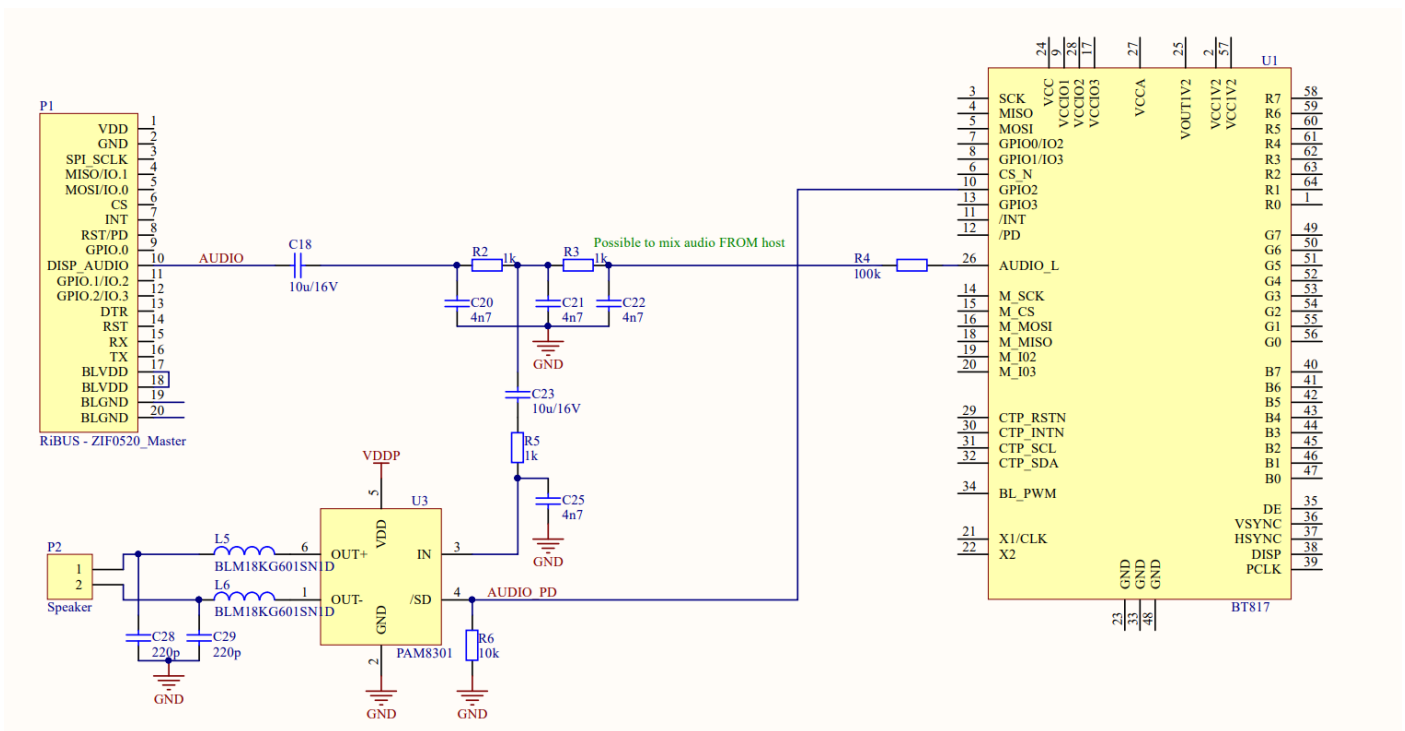 P1
VDD 1
GND 2
SPI_SCLK 3
MISO/IO.1 4
MOSI/IO.0 5
CS 6
INT 7
RST/PD 8
GPIO.0 9
DISP_AUDIO 10
GPIO.1/IO.2 11
GPIO.2/IO.3 12
DTR 13
RST 14
RX 15
TX 16
BLVDD 17
BLVDD 18
BLGND 19
BLGND 20
RiBUS - ZIF0520_Master
AUDIO
C18
10u/16V
R2
1k
R3
1k
Possible to mix audio FROM host
C20
4n7
C21
4n7
C22
4n7
GND
R4
100k
C23
10u/16V
R5
1k
C25
4n7
GND
VDDP
5
U3
VDD
6 OUT+
IN 3
1 OUT-
/SD 4
GND
2
PAM8301
GND
AUDIO_PD
R6
10k
GND
L5
BLM18KG601SN1D
L6
BLM18KG601SN1D
P2
1
2
Speaker
C28
220p
C29
220p
GND
U1
24 VCC
9 VCCIO1
28 VCCIO2
17 VCCIO3
27 VCCA
25 VOUT1V2
2 VCC1V2
57 VCC1V2
3 SCK
4 MISO
5 MOSI
7 GPIO0/IO2
8 GPIO1/IO3
6 CS_N
10 GPIO2
13 GPIO3
11 /INT
12 /PD
26 AUDIO_L
14 M_SCK
15 M_CS
16 M_MOSI
18 M_MISO
19 M_I02
20 M_I03
29 CTP_RSTN
30 CTP_INTN
31 CTP_SCL
32 CTP_SDA
34 BL_PWM
21 X1/CLK
22 X2
R7 58
R6 59
R5 60
R4 61
R3 62
R2 63
R1 64
R0 1
G7 49
G6 50
G5 51
G4 52
G3 53
G2 54
G1 55
G0 56
B7 40
B6 41
B5 42
B4 43
B3 44
B2 45
B1 46
B0 47
DE 35
VSYNC 36
HSYNC 37
DISP 38
PCLK 39
GND 23
GND 33
GND 48
BT817